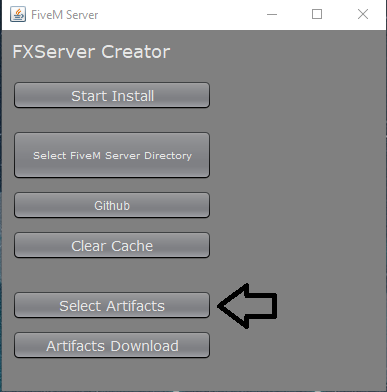 FiveM Server
FXServer Creator
Start Install
Select FiveM Server Directory
Github
Clear Cache
Select Artifacts
Artifacts Download